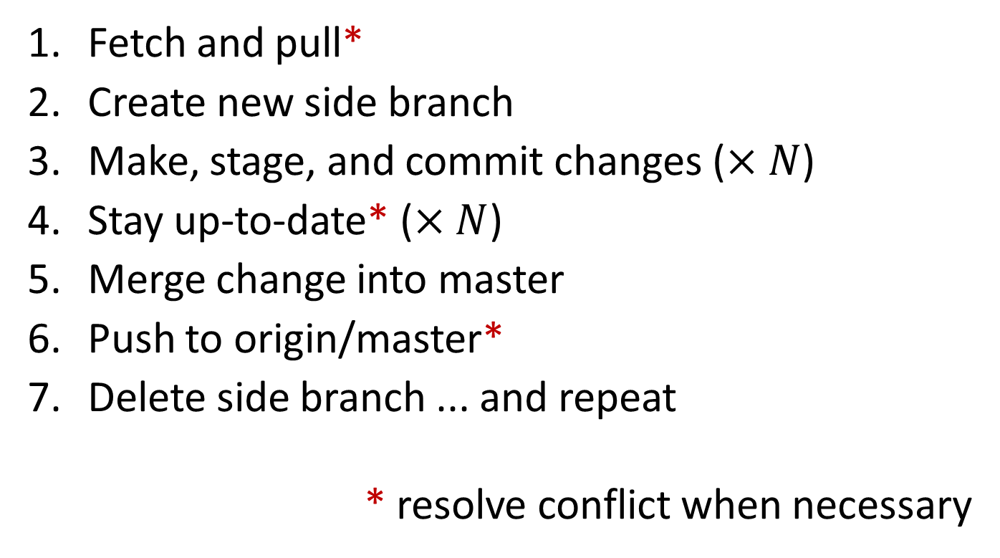 1. Fetch and pull*
2. Create new side branch
3. Make, stage, and commit changes (× N)
4. Stay up-to-date* (× N)
5. Merge change into master
6. Push to origin/master*
7. Delete side branch ... and repeat
* resolve conflict when necessary